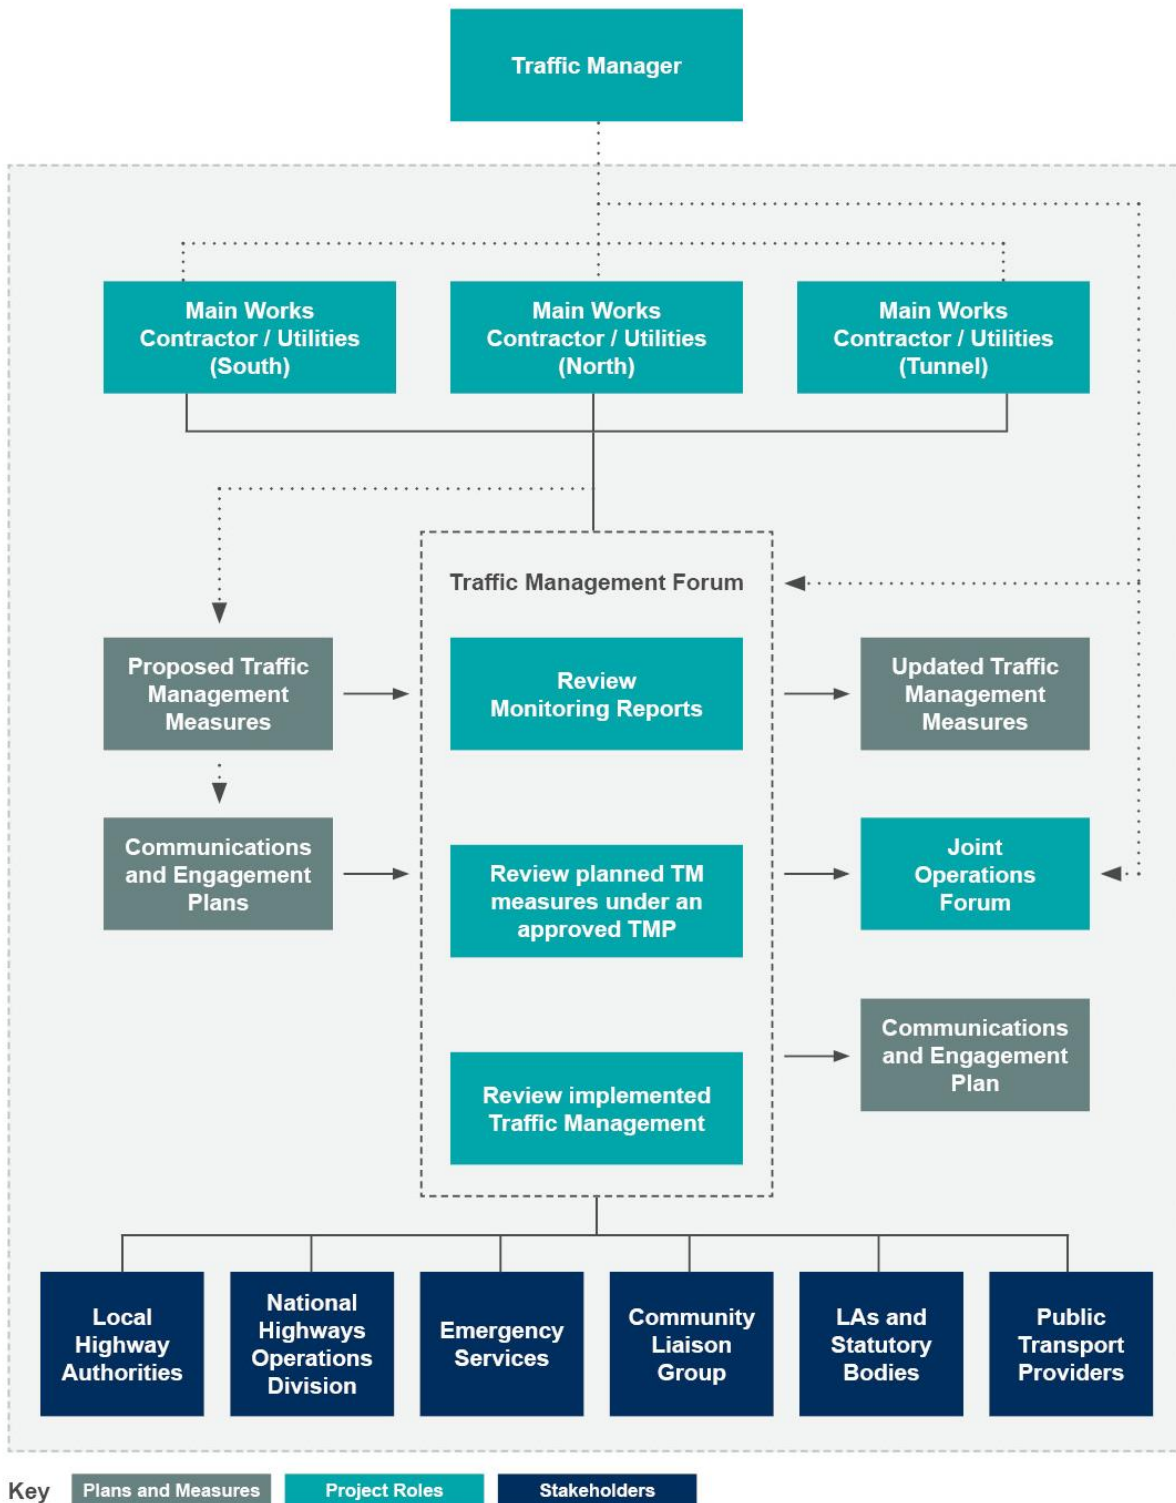 Traffic Manager
Main Works
Contractor / Utilities
(South)
Main Works
Contractor / Utilities
(North)
Main Works
Contractor / Utilities
(Tunnel)
Traffic Management Forum
Proposed Traffic
Management
Measures
Review
Monitoring Reports
Updated Traffic
Management
Measures
Communications
and Engagement
Plans
Review planned TM
measures under an
approved TMP
Joint
Operations
Forum
Review implemented
Traffic Management
Communications
and Engagement
Plan
Local
Highway
Authorities
National
Highways
Operations
Division
Emergency
Services
Community
Liaison
Group
LAs and
Statutory
Bodies
Public
Transport
Providers
Key
Plans and Measures
Project Roles
Stakeholders